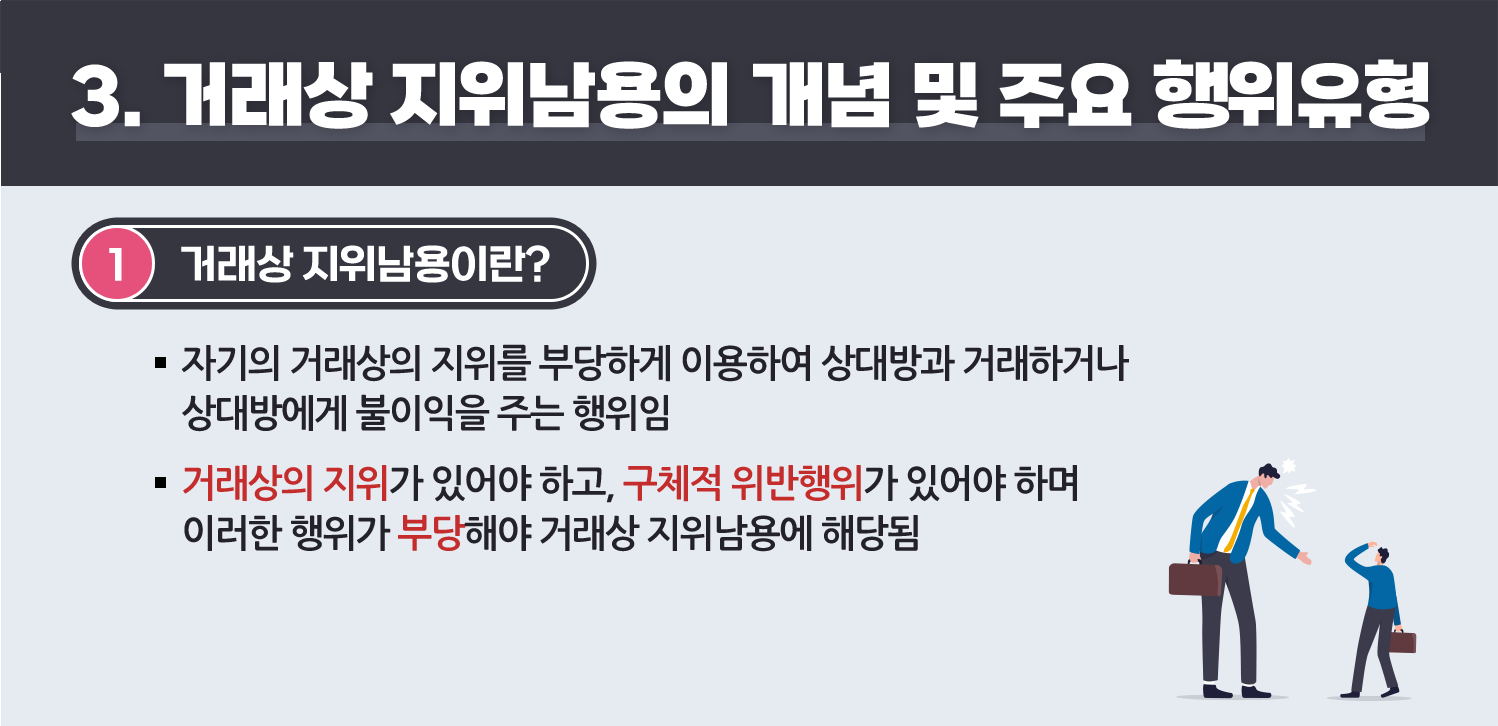 3. 거래상 지위남용의 개념 및 주요 행위유형
1 거래상 지위남용이란?
▪ 자기의 거래상의 지위를 부당하게 이용하여 상대방과 거래하거나
상대방에게 불이익을 주는 행위임
▪ 거래상의 지위가 있어야 하고, 구체적 위반행위가 있어야 하며
이러한 행위가 부당해야 거래상 지위남용에 해당됨